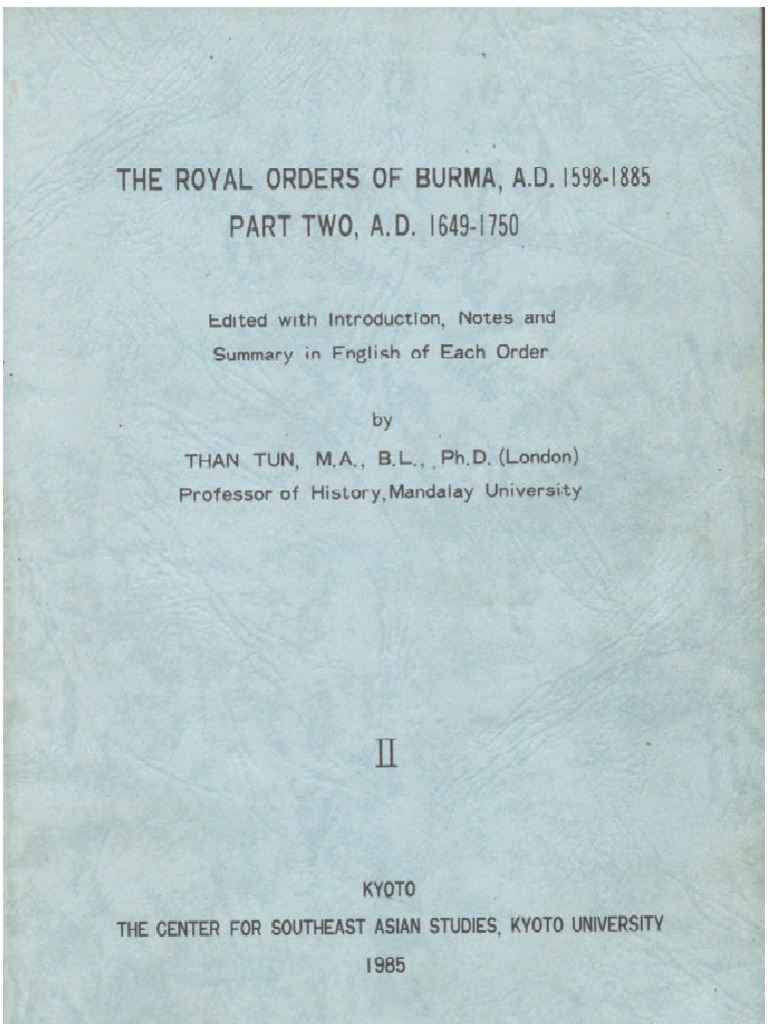 THE ROYAL ORDERS OF BURMA, A.D. 1598-1885
PART TWO, A.D. 1649-1750
Edited with Introduction, Notes and
Summary in English of Each Order
by
THAN TUN, M.A., B.L., Ph.D. (London)
Professor of History, Mandalay University
II
KYOTO
THE CENTER FOR SOUTHEAST ASIAN STUDIES, KYOTO UNIVERSITY
1985